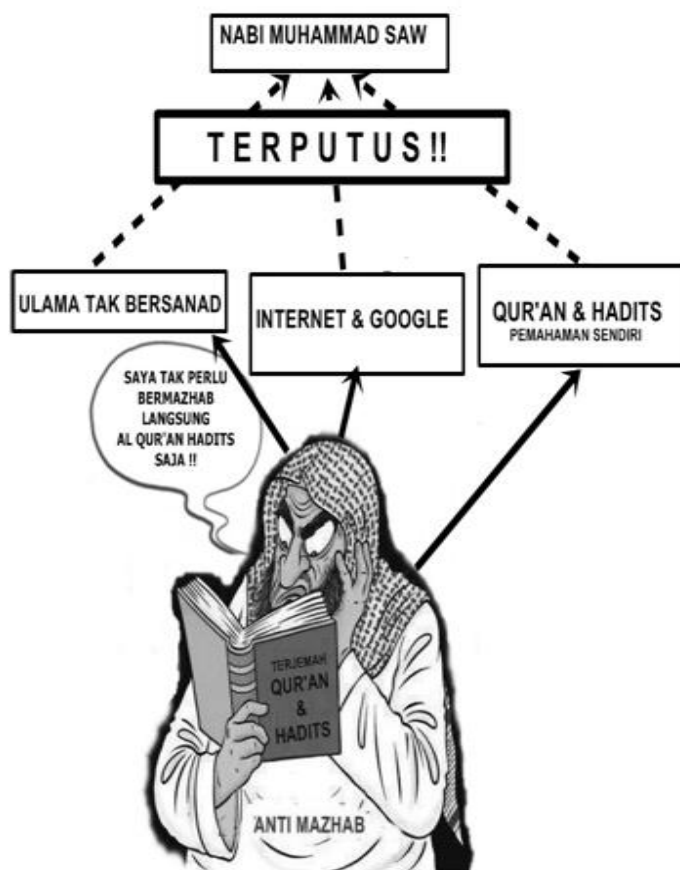 NABI MUHAMMAD SAW
TERPUTUS!!
ULAMA TAK BERSANAD
INTERNET & GOOGLE
QUR'AN & HADITS
PEMAHAMAN SENDIRI
SAYA TAK PERLU
BERMAZHAB
LANGSUNG
AL QUR'AN HADITS
SAJA !!
TERJEMAH
QUR'AN
&
HADITS
ANTI MAZHAB